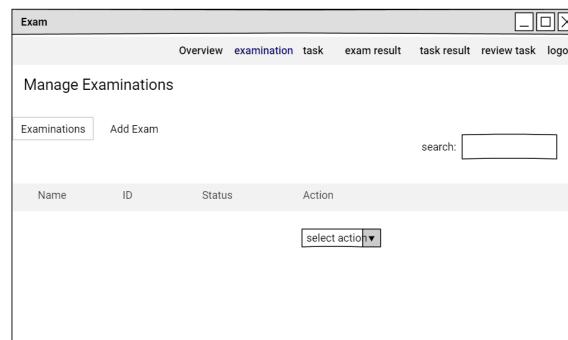 Exam
Overview examination task exam result task result review task logo
Manage Examinations
Examinations Add Exam
search:
Name ID Status Action
select action